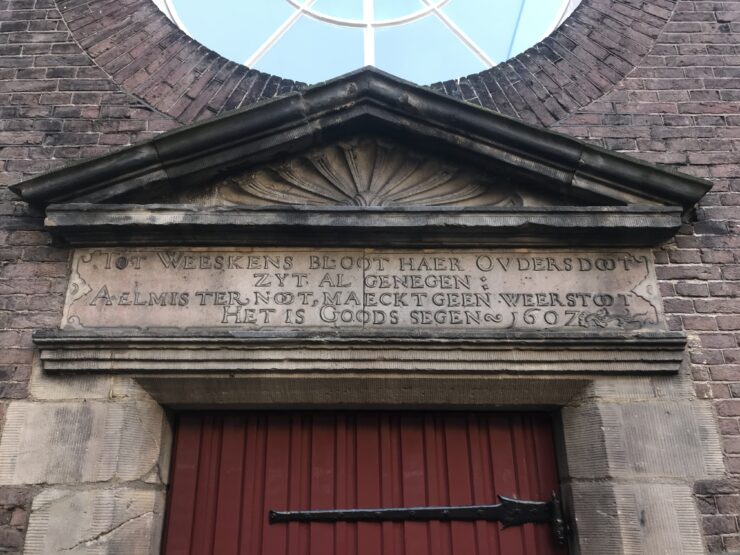 TOT WEESKENS BLOOT HAER OVDERS DOOT
ZYT AL GENEGEN :
AELMIS TER NOOT, MAECKT GEEN WEERSTOOT
HET IS GOODS SEGEN ~ 1607